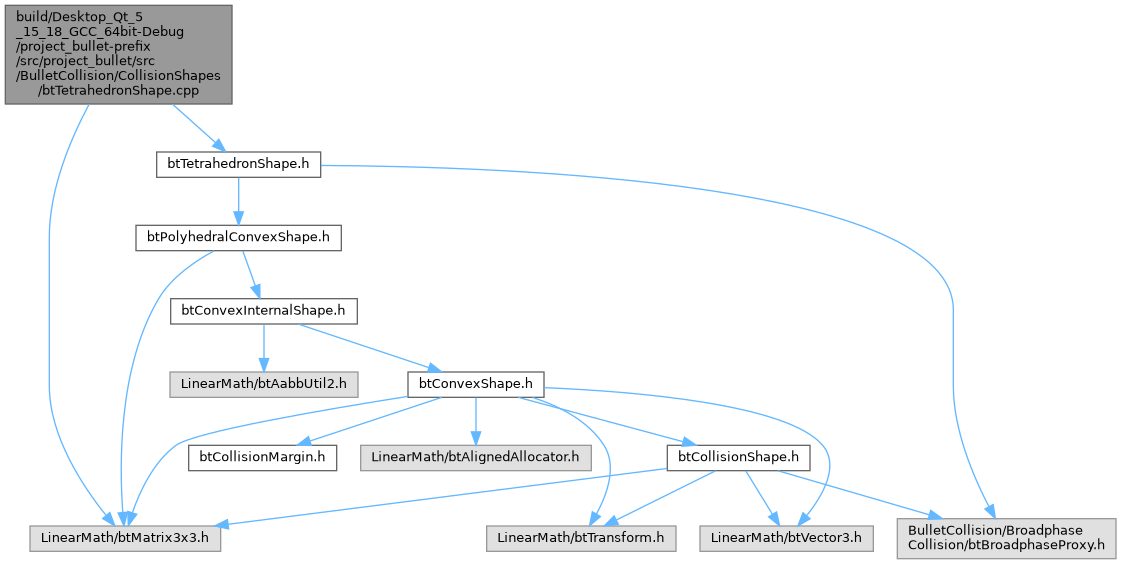 build/Desktop_Qt_5
_15_18_GCC_64bit-Debug
/project_bullet-prefix
/src/project_bullet/src
/BulletCollision/CollisionShapes
/btTetrahedronShape.cpp
btTetrahedronShape.h
btPolyhedralConvexShape.h
btConvexInternalShape.h
LinearMath/btAabbUtil2.h
btConvexShape.h
btCollisionMargin.h
LinearMath/btAlignedAllocator.h
btCollisionShape.h
LinearMath/btMatrix3x3.h
LinearMath/btTransform.h
LinearMath/btVector3.h
BulletCollision/Broadphase
Collision/btBroadphaseProxy.h